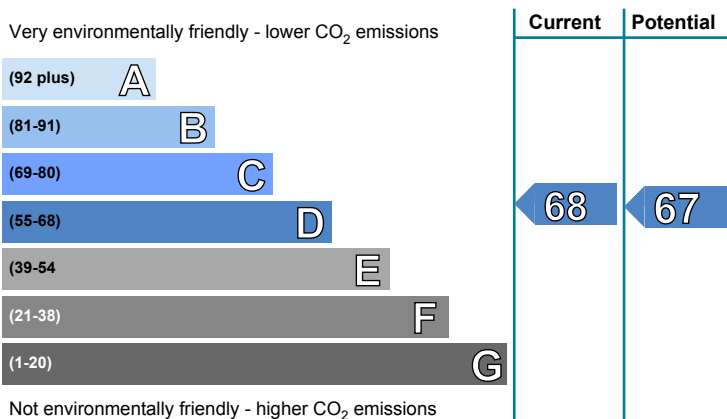 Very environmentally friendly - lower CO2 emissions
Current
Potential
(92 plus) A
(81-91) B
(69-80) C
(55-68) D
68
67
(39-54 E
(21-38) F
(1-20) G
Not environmentally friendly - higher CO2 emissions